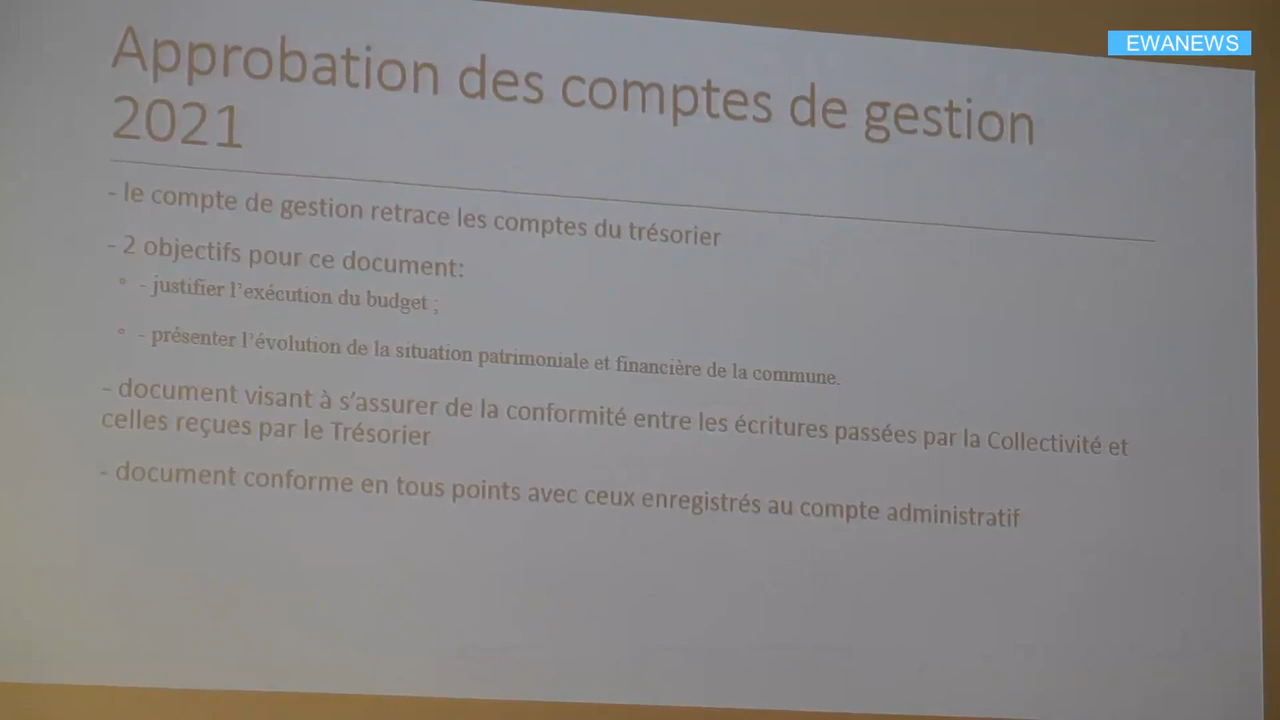 EWANEWS
Approbation des comptes de gestion
2021
- le compte de gestion retrace les comptes du trésorier
- 2 objectifs pour ce document:
° - justifier l’exécution du budget ;
° - présenter l’évolution de la situation patrimoniale et financière de la commune.
- document visant à s’assurer de la conformité entre les écritures passées par la Collectivité et
celles reçues par le Trésorier
- document conforme en tous points avec ceux enregistrés au compte administratif